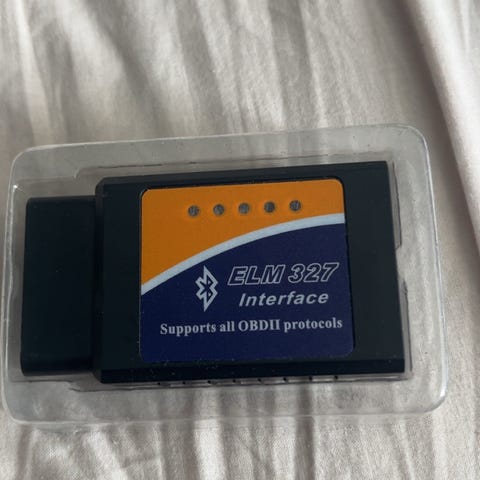 ELM 327
Interface
Supports all OBDII protocols